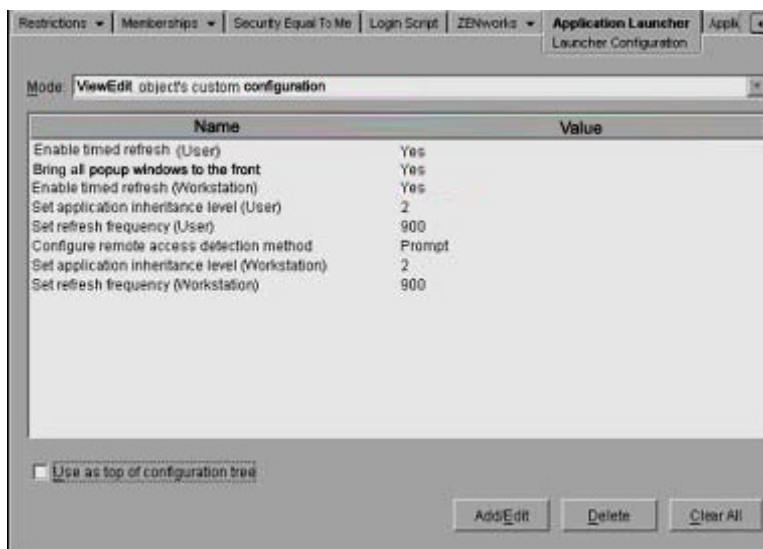 Restrictions Memberships Security Equal To Me Login Script ZENworks Application Launcher Applic
Launcher Configuration
Mode: ViewEdit object's custom configuration
Name Value
Enable timed refresh (User) Yes
Bring all popup windows to the front Yes
Enable timed refresh (Workstation) Yes
Set application inheritance level (User) 2
Set refresh frequency (User) 900
Configure remote access detection method Prompt
Set application inheritance level (Workstation) 2
Set refresh frequency (Workstation) 900
Use as top of configuration tree
Add/Edit Delete Clear All